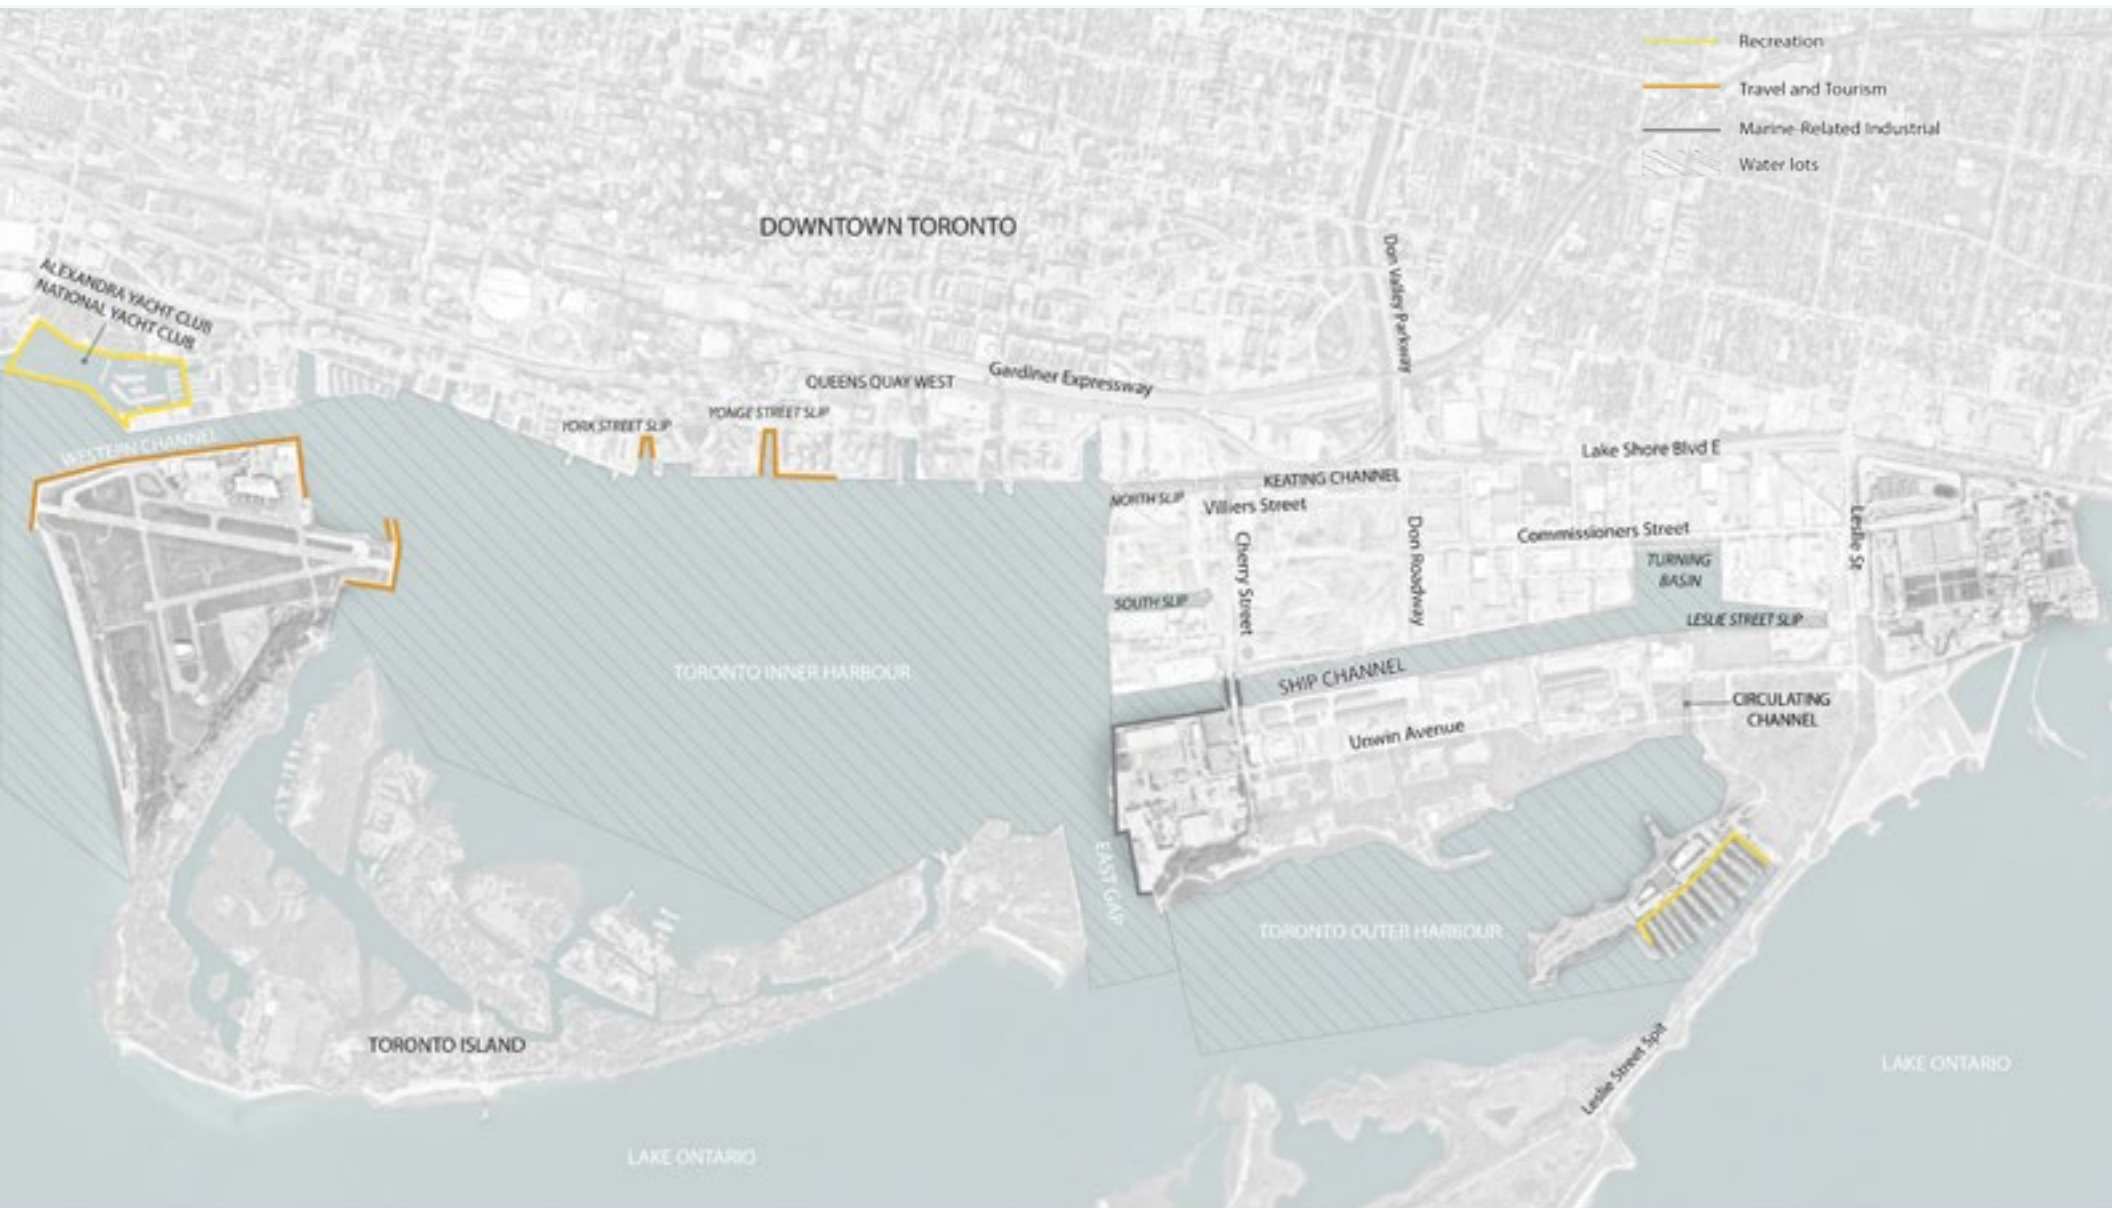 Recreation
Travel and Tourism
Marine-Related Industrial
Water lots
DOWNTOWN TORONTO
Don Valley Parkway
ALEXANDRA YACHT CLUB
NATIONAL YACHT CLUB
Gardiner Expressway
QUEENS QUAY WEST
YONGE STREET SLIP
YORK STREET SLIP
WESTERN CHANNEL
Lake Shore Blvd E
KEATING CHANNEL
NORTH SLIP
Villiers Street
Cherry Street
Don Roadway
Commissioners Street
Leslie St
TURNING
BASIN
SOUTH SLIP
LESLIE STREET SLIP
TORONTO INNER HARBOUR
SHIP CHANNEL
CIRCULATING
CHANNEL
Unwin Avenue
EAST GAP
TORONTO OUTER HARBOUR
TORONTO ISLAND
Leslie Street Spit
LAKE ONTARIO
LAKE ONTARIO